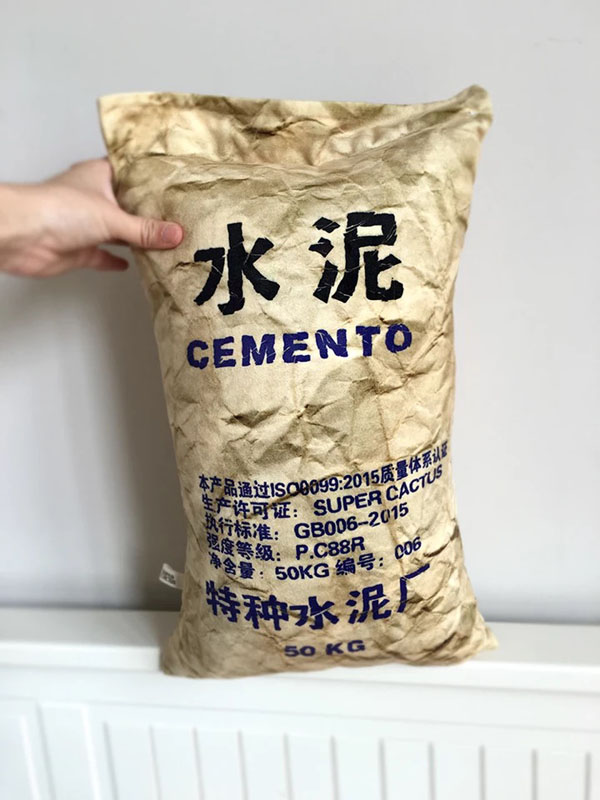 水泥
CEMENTO
本产品通过ISO0099:2015质量体系认证
生产许可证: SUPER CACTUS
执行标准: GB006-2015
强度等级: P.C88R
净含量: 50KG 编号: 006
特种水泥厂
50 KG